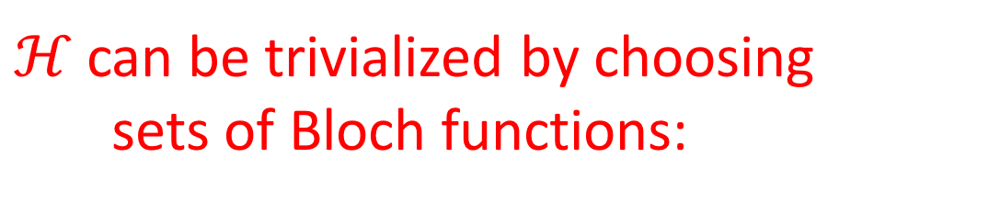 ℋ can be trivialized by choosing
sets of Bloch functions: